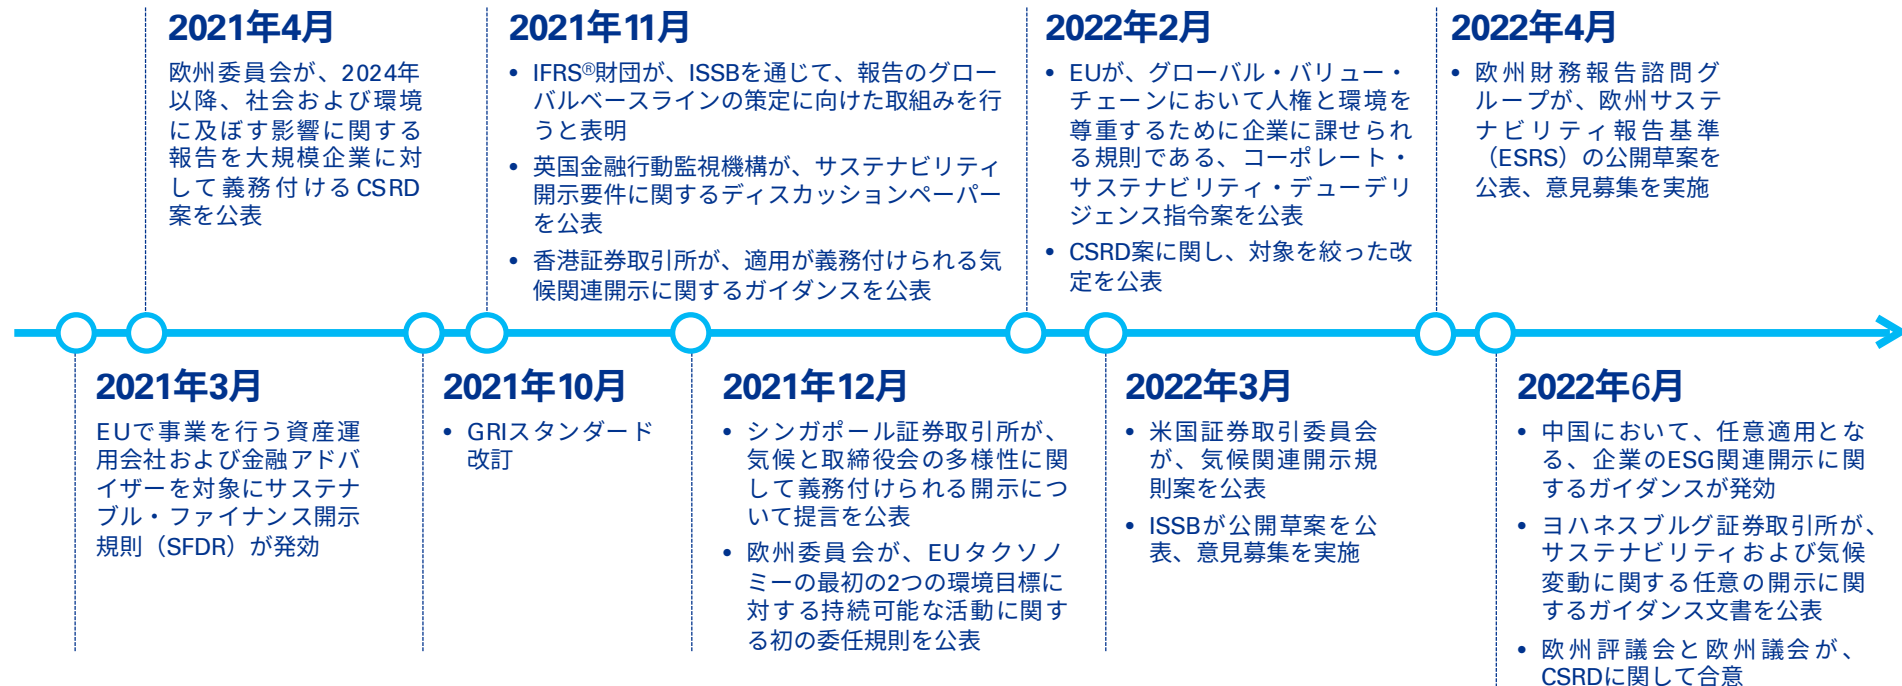 2021年4月
欧州委員会が、2024年
以降、社会および環境
に及ぼす影響に関する
報告を大規模企業に対
して義務付けるCSRD
案を公表
2021年11月
• IFRS®財団が、ISSBを通じて、報告のグロー
バルベースラインの策定に向けた取組みを行
うと表明
• 英国金融行動監視機構が、サステナビリティ
開示要件に関するディスカッションペーパー
を公表
• 香港証券取引所が、適用が義務付けられる気
候関連開示に関するガイダンスを公表
2022年2月
• EUが、グローバル・バリュー・
チェーンにおいて人権と環境を
尊重するために企業に課せられ
る規則である、コーポレート・
サステナビリティ・デューデリ
ジェンス指令案を公表
• CSRD案に関し、対象を絞った改
定を公表
2022年4月
• 欧州財務報告諮問グ
ループが、欧州サステ
ナビリティ報告基準
（ESRS）の公開草案を
公表、意見募集を実施
2021年3月
EUで事業を行う資産運
用会社および金融アドバ
イザーを対象にサステナ
ブル・ファイナンス開示
規則（SFDR）が発効
2021年10月
• GRIスタンダード
改訂
2021年12月
• シンガポール証券取引所が、
気候と取締役会の多様性に関
して義務付けられる開示につ
いて提言を公表
• 欧州委員会が、EUタクソノ
ミーの最初の2つの環境目標に
対する持続可能な活動に関す
る初の委任規則を公表
2022年3月
• 米国証券取引委員会
が、気候関連開示規
則案を公表
• ISSBが公開草案を公
表、意見募集を実施
2022年6月
• 中国において、任意適用とな
る、企業のESG関連開示に関
するガイダンスが発効
• ヨハネスブルグ証券取引所が、
サステナビリティおよび気候
変動に関する任意の開示に関
するガイダンス文書を公表
• 欧州評議会と欧州議会が、
CSRDに関して合意